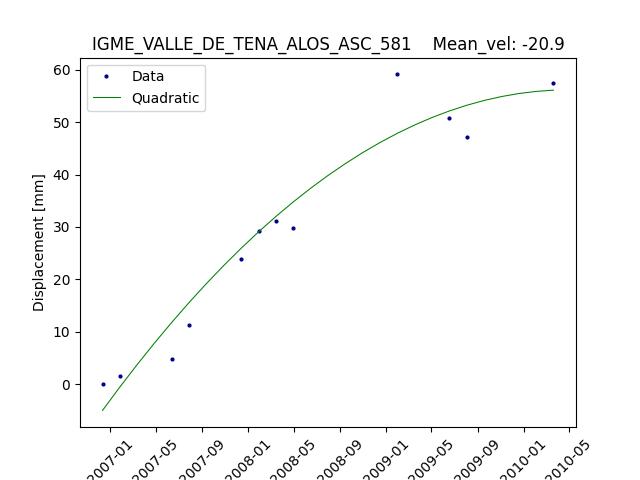 IGME_VALLE_DE_TENA_ALOS_ASC_581    Mean_vel: -20.9
Data
Quadratic
Displacement [mm]
60
50
40
30
20
10
0
2007-01 2007-05 2007-09 2008-01 2008-05 2008-09 2009-01 2009-05 2009-09 2010-01 2010-05